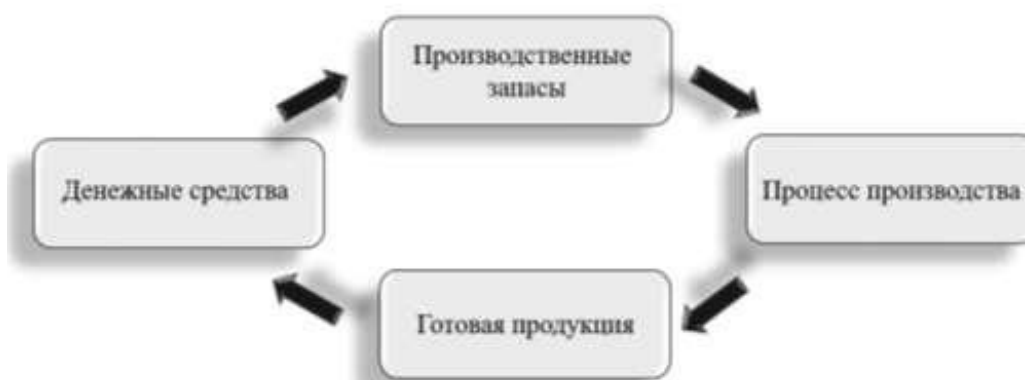 Производственные
запасы
Денежные средства
Процесс производства
Готовая продукция